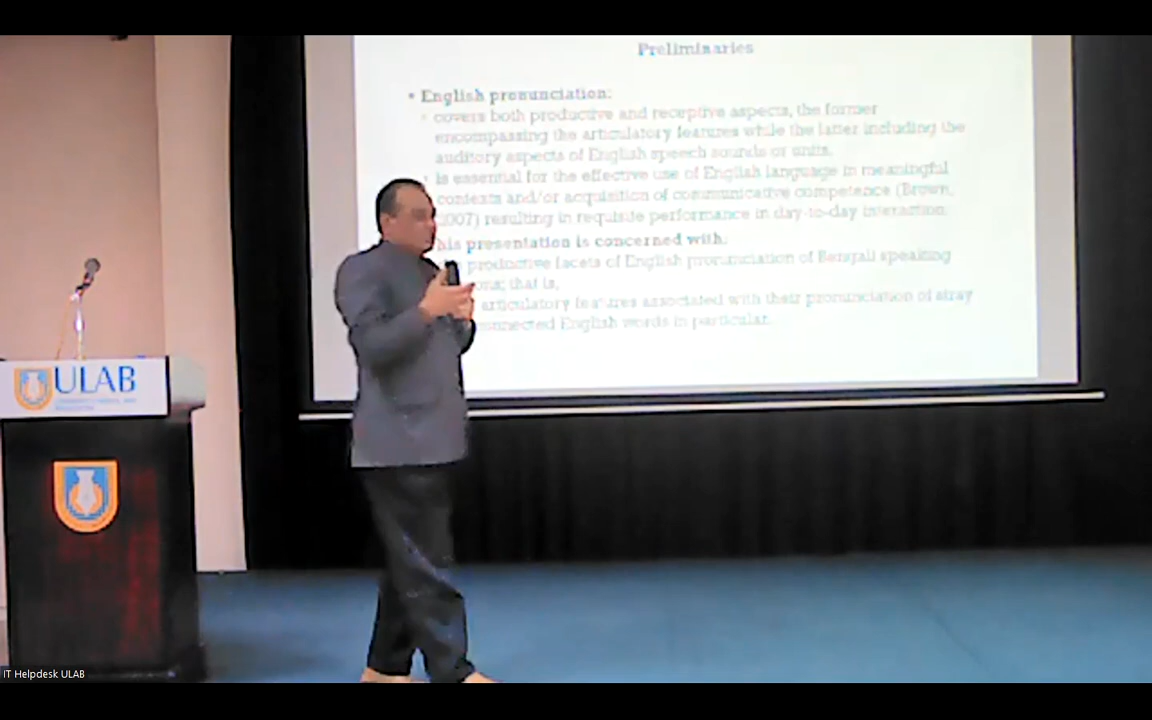 Preliminaries
• English pronunciation:
covers both productive and receptive aspects, the former
encompassing the articulatory features while the latter including the
auditory aspects of English speech sounds or units.
is essential for the effective use of English language in meaningful
contexts and/or acquisition of communicative competence (Brown,
2007) resulting in requisite performance in day-to-day interaction.
his presentation is concerned with:
productive facets of English pronunciation of Bengali speaking
that is,
articulatory features associated with their pronunciation of stray
English words in particular.
ULAB
IT Helpdesk ULAB